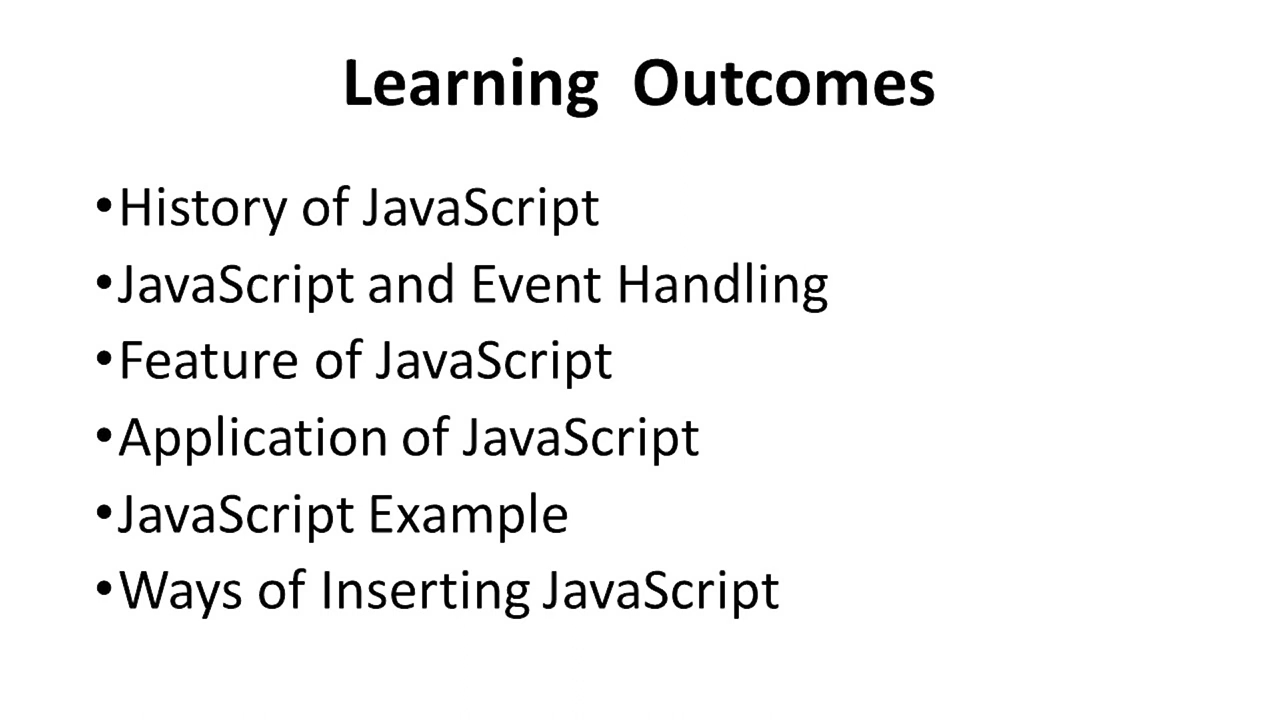 Learning  Outcomes
•History of JavaScript
•JavaScript and Event Handling
•Feature of JavaScript
•Application of JavaScript
•JavaScript Example
•Ways of Inserting JavaScript